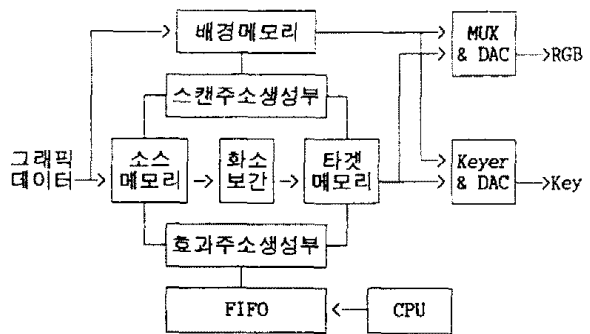 배경메모리
MUX
& DAC
RGB
스캔주소생성부
그래픽
데이터
소스
메모리
화소
보간
타겟
메모리
Keyer
& DAC
Key
효과주소생성부
FIFO
CPU